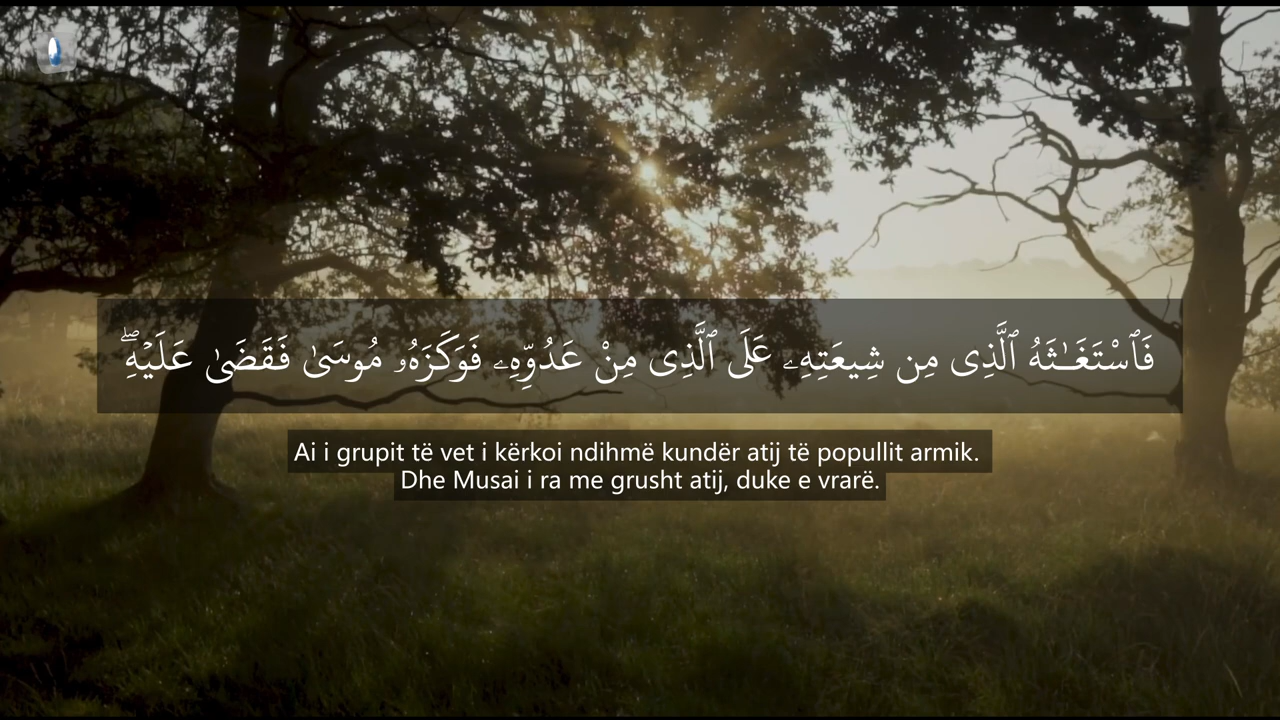 فَٱسْتَغَـٰثَهُ ٱلَّذِى مِن شِيعَتِهِۦ عَلَى ٱلَّذِى مِنْ عَدُوِّهِۦ فَوَكَزَهُۥ مُوسَىٰ فَقَضَىٰ عَلَيْهِ ۖ
Ai i grupit të vet i kërkoi ndihmë kundër atij të popullit armik.
Dhe Musai i ra me grusht atij, duke e vrarë.